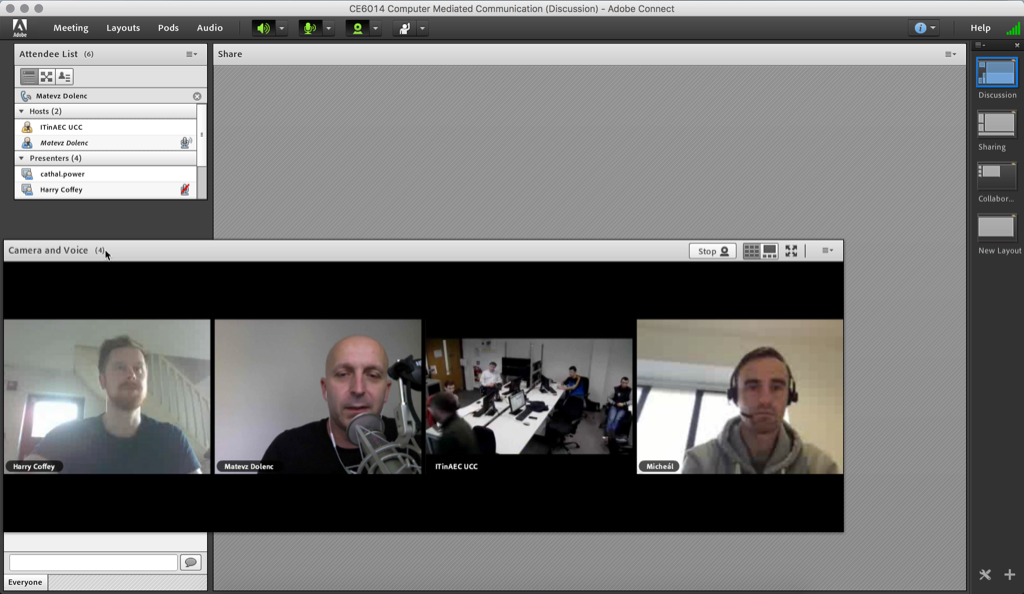 CE6014 Computer Mediated Communication (Discussion) - Adobe Connect
Adobe
Meeting Layouts Pods Audio
Help
Attendee List (6)
Share
Matevz Dolenc
Hosts (2)
ITinAEC UCC
Matevz Dolenc
Presenters (4)
cathal.power
Harry Coffey
Discussion
Sharing
Collabor...
New Layout
Camera and Voice (4)
Stop
Harry Coffey
Matevz Dolenc
ITinAEC UCC
Micheál
Everyone